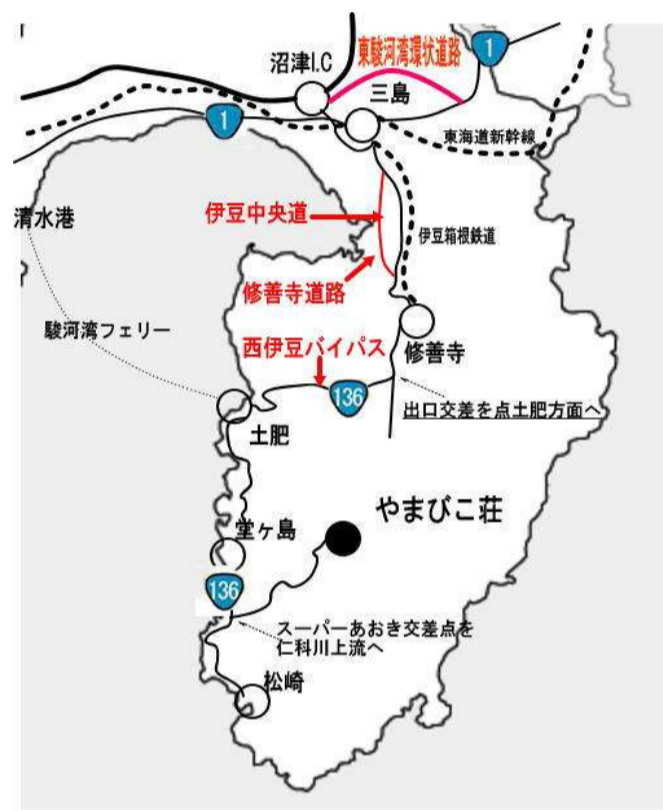 東駿河湾環状道路
1
沼津I.C
三島
1
東海道新幹線
伊豆中央道
清水港
伊豆箱根鉄道
修善寺道路
駿河湾フェリー
西伊豆バイパス
修善寺
136
出口交差を点土肥方面へ
土肥
やまびこ荘
堂ヶ島
136
スーパーあおき交差点を
仁科川上流へ
松崎